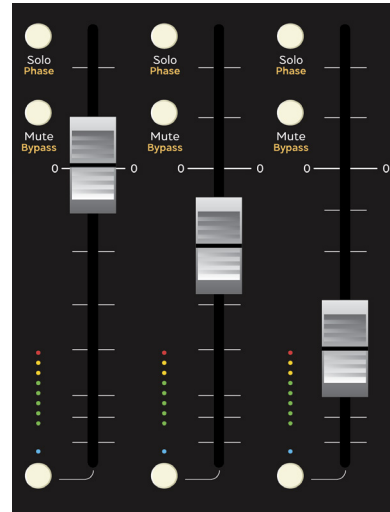 Solo Solo Solo
Phase Phase Phase
Mute Mute Mute
Bypass Bypass Bypass
0 0 0 0 0 0